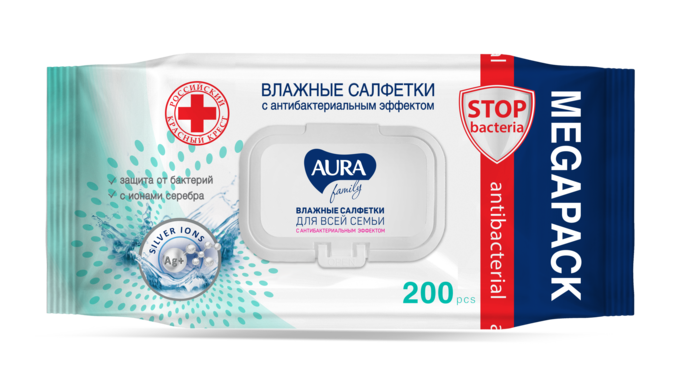 ВЛАЖНЫЕ САЛФЕТКИ
с антибактериальным эффектом
РОССИЙСКИЙ
КРАСНЫЙ КРЕСТ
защита от бактерий
с ионами серебра
SILVER IONS
Ag+
AURA
family
ВЛАЖНЫЕ САЛФЕТКИ
ДЛЯ ВСЕЙ СЕМЬИ
С АНТИБАКТЕРИАЛЬНЫМ ЭФФЕКТОМ
200 pcs
STOP
bacteria
al
antibacterial
a
MEGAPACK